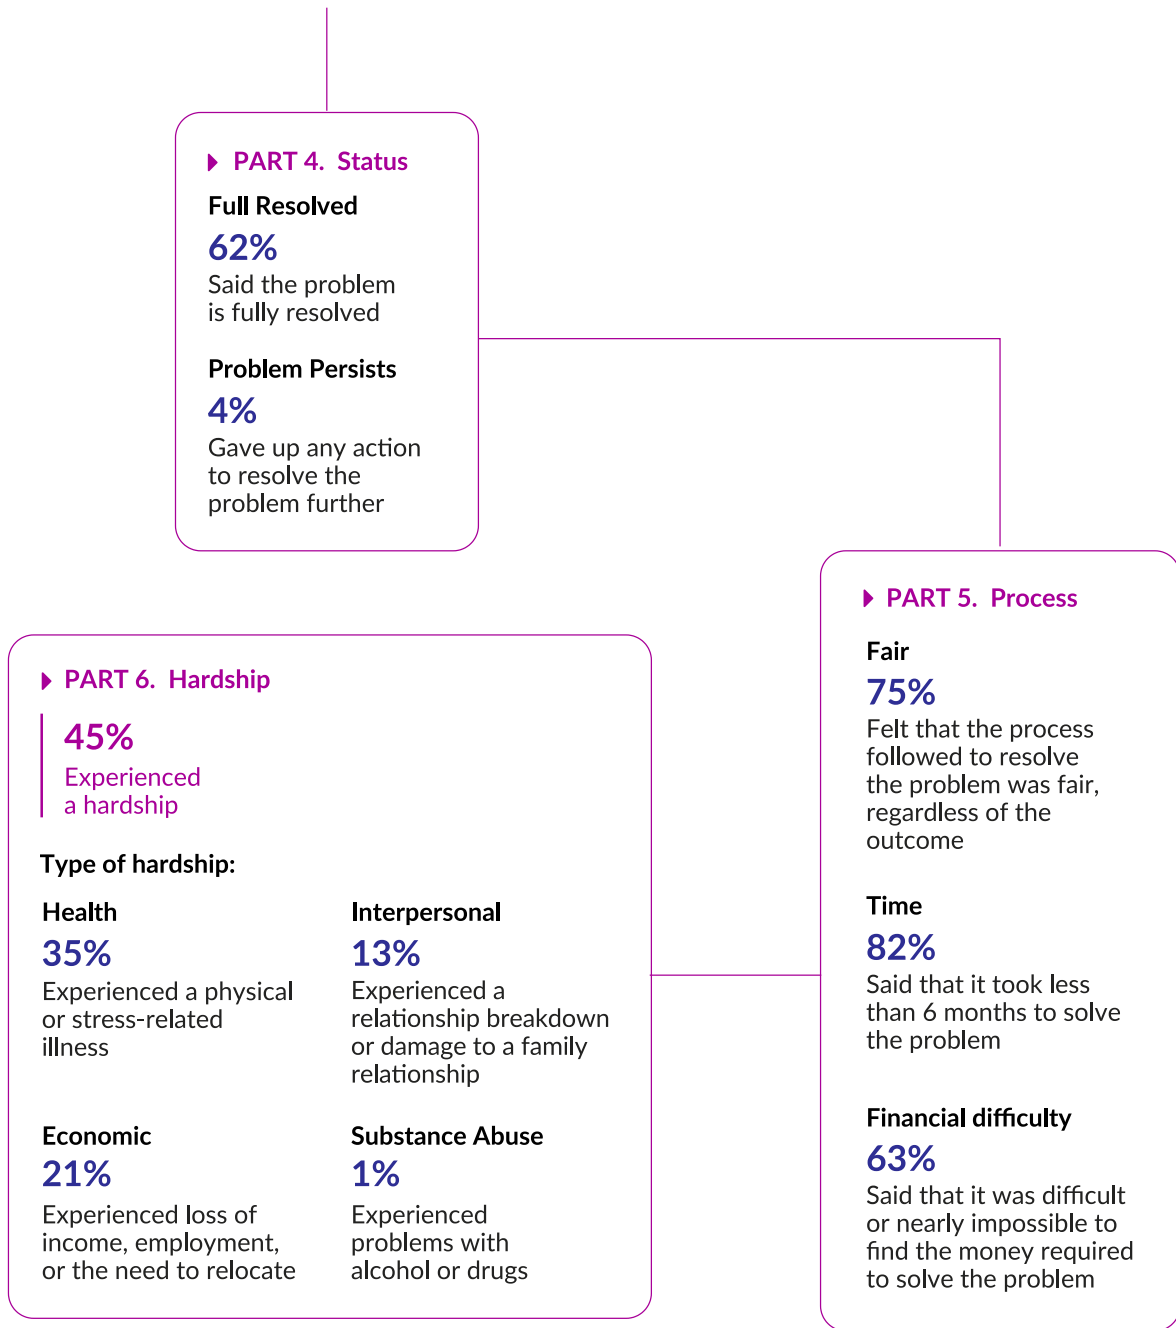 PART 4. Status
Full Resolved
62%
Said the problem
is fully resolved
Problem Persists
4%
Gave up any action
to resolve the
problem further
PART 5. Process
Fair
75%
Felt that the process
followed to resolve
the problem was fair,
regardless of the
outcome
Time
82%
Said that it took less
than 6 months to solve
the problem
Financial difficulty
63%
Said that it was difficult
or nearly impossible to
find the money required
to solve the problem
PART 6. Hardship
45%
Experienced
a hardship
Type of hardship:
Health
35%
Experienced a physical
or stress-related
illness
Interpersonal
13%
Experienced a
relationship breakdown
or damage to a family
relationship
Economic
21%
Experienced loss of
income, employment,
or the need to relocate
Substance Abuse
1%
Experienced
problems with
alcohol or drugs